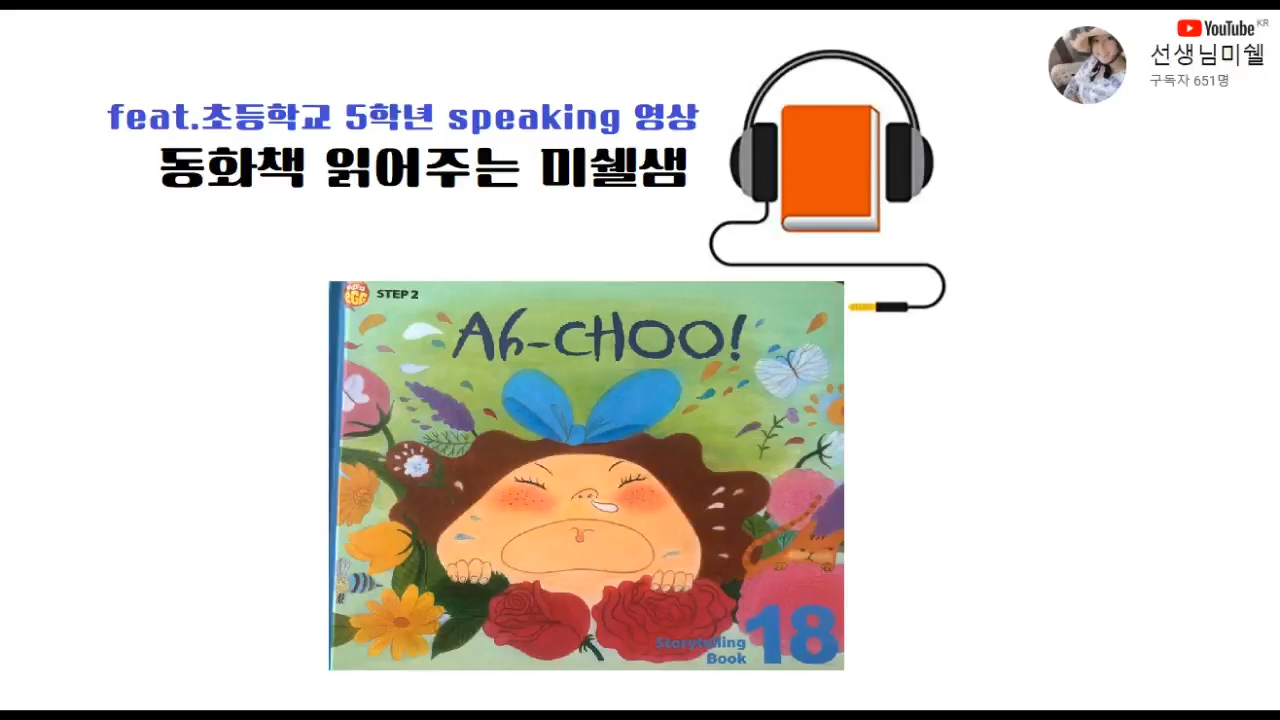 YouTube KR
선생님미쉘
구독자 651명
feat.초등학교 5학년 speaking 영상
동화책 읽어주는 미쉘샘
EGG STEP 2
Ah-CHOO!
Storytelling
Book 18